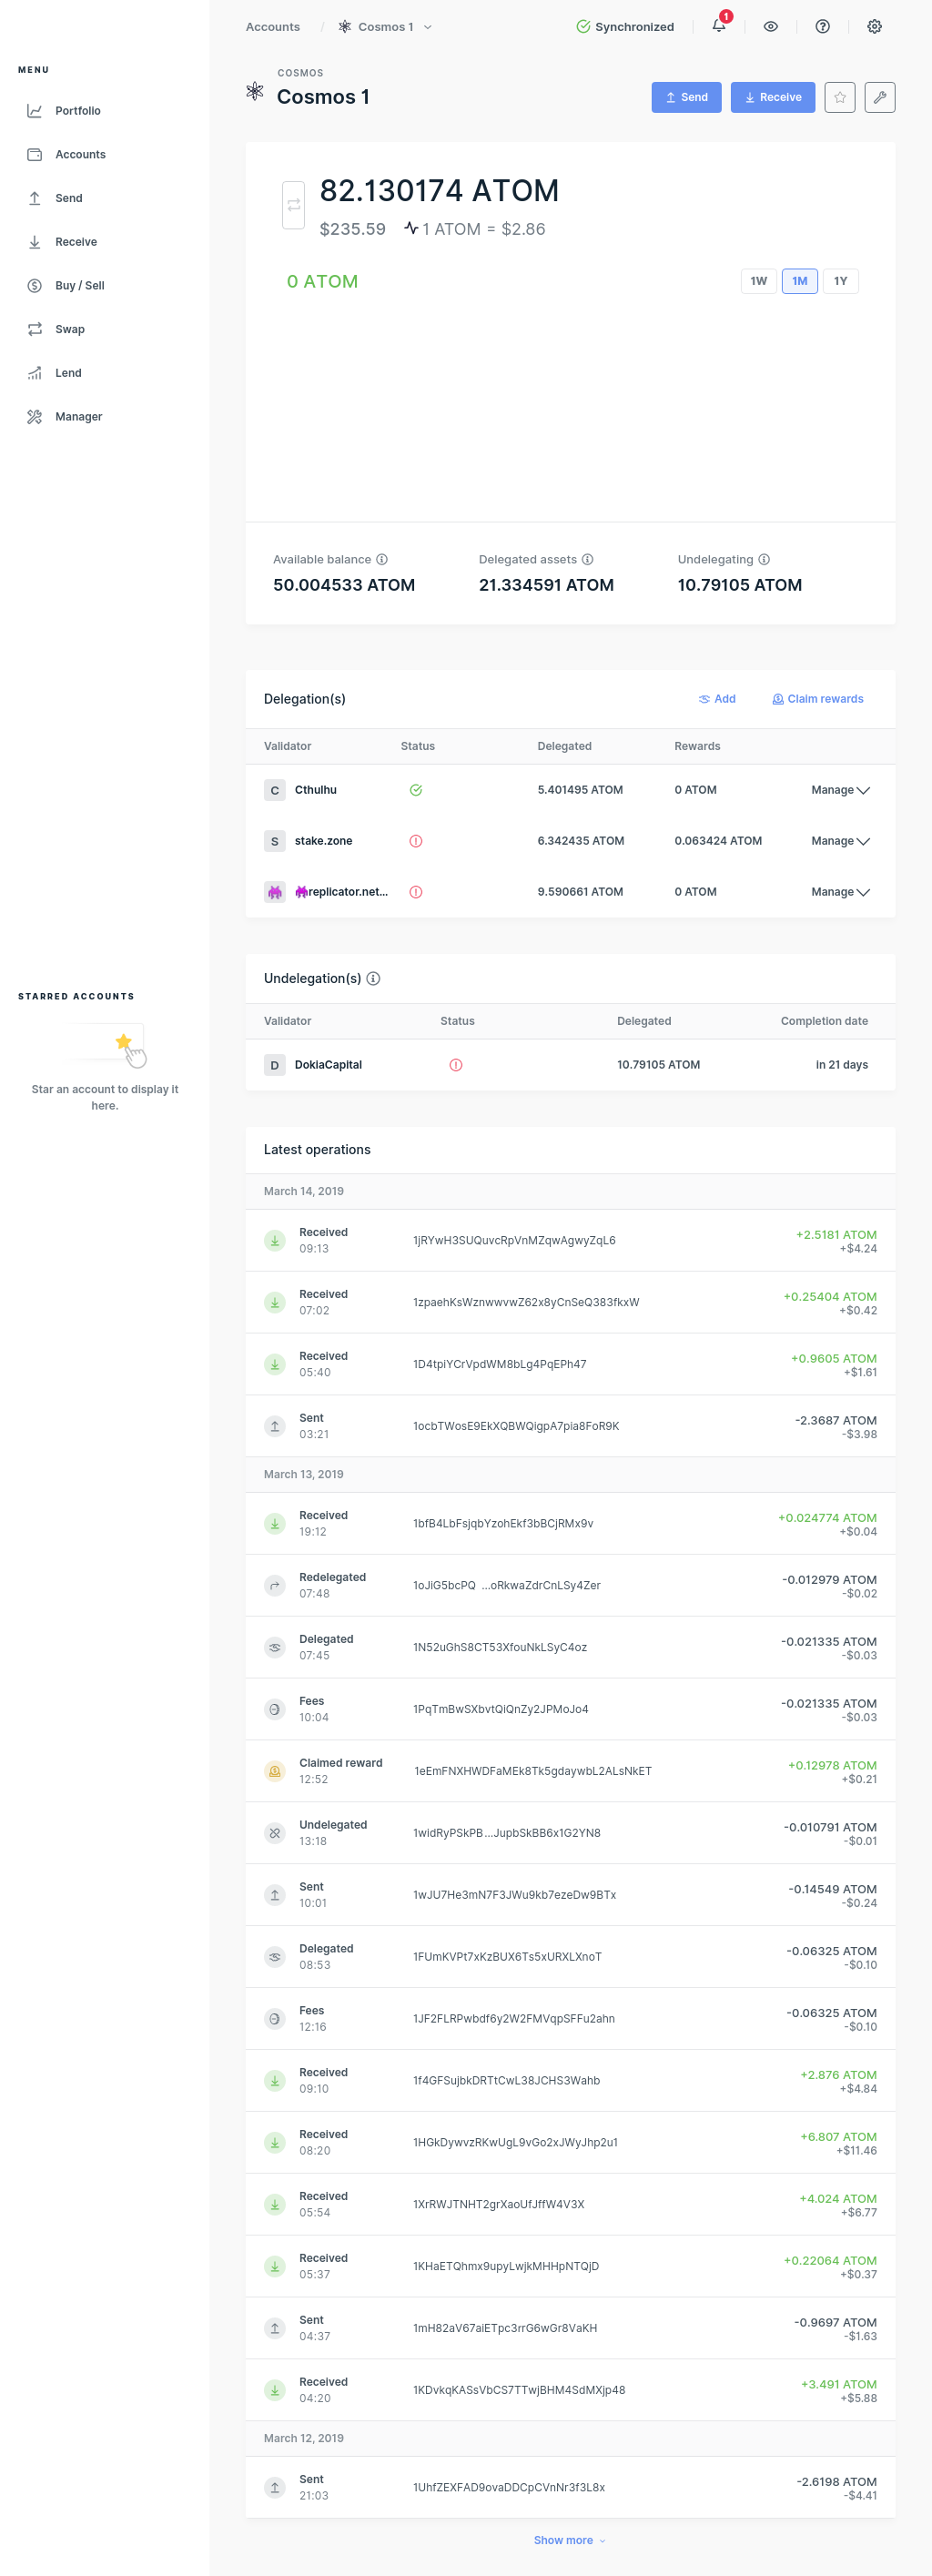 Accounts / Cosmos 1
Synchronized
1
MENU
Portfolio
Accounts
Send
Receive
Buy / Sell
Swap
Lend
Manager
STARRED ACCOUNTS
Star an account to display it
here.
COSMOS
Cosmos 1
Send
Receive
82.130174 ATOM
$235.59 1 ATOM = $2.86
0 ATOM
1W 1M 1Y
Available balance Delegated assets Undelegating
50.004533 ATOM 21.334591 ATOM 10.79105 ATOM
Delegation(s) Add Claim rewards
Validator Status Delegated Rewards
C Cthulhu 5.401495 ATOM 0 ATOM Manage
S stake.zone 6.342435 ATOM 0.063424 ATOM Manage
👾 👾replicator.net... 9.590661 ATOM 0 ATOM Manage
Undelegation(s)
Validator Status Delegated Completion date
D DokiaCapital 10.79105 ATOM in 21 days
Latest operations
March 14, 2019
Received +2.5181 ATOM
09:13 1jRYwH3SUQuvcRpVnMZqwAgwyZqL6 +$4.24
Received +0.25404 ATOM
07:02 1zpaehKsWznwwvwZ62x8yCnSeQ383fkxW +$0.42
Received +0.9605 ATOM
05:40 1D4tpiYCrVpdWM8bLg4PqEPh47 +$1.61
Sent -2.3687 ATOM
03:21 1ocbTWosE9EkXQBWQigpA7pia8FoR9K -$3.98
March 13, 2019
Received +0.024774 ATOM
19:12 1bfB4LbFsjqbYzohEkf3bBCjRMx9v +$0.04
Redelegated -0.012979 ATOM
07:48 1oJiG5bcPQ ...oRkwaZdrCnLSy4Zer -$0.02
Delegated -0.021335 ATOM
07:45 1N52uGhS8CT53XfouNkLSyC4oz -$0.03
Fees -0.021335 ATOM
10:04 1PqTmBwSXbvtQiQnZy2JPMoJo4 -$0.03
Claimed reward +0.12978 ATOM
12:52 1eEmFNXHWDFaMEk8Tk5gdaywbL2ALsNkET +$0.21
Undelegated -0.010791 ATOM
13:18 1widRyPSkPB...JupbSkBB6x1G2YN8 -$0.01
Sent -0.14549 ATOM
10:01 1wJU7He3mN7F3JWu9kb7ezeDw9BTx -$0.24
Delegated -0.06325 ATOM
08:53 1FUmKVPt7xKzBUX6Ts5xURXLXnoT -$0.10
Fees -0.06325 ATOM
12:16 1JF2FLRPwbdf6y2W2FMVqpSFFu2ahn -$0.10
Received +2.876 ATOM
09:10 1f4GFSujbkDRTtCwL38JCHS3Wahb +$4.84
Received +6.807 ATOM
08:20 1HGkDywvzRKwUgL9vGo2xJWyJhp2u1 +$11.46
Received +4.024 ATOM
05:54 1XrRWJTNHT2grXaoUfJffW4V3X +$6.77
Received +0.22064 ATOM
05:37 1KHaETQhmx9upyLwjkMHHpNTQjD +$0.37
Sent -0.9697 ATOM
04:37 1mH82aV67aiETpc3rrG6wGr8VaKH -$1.63
Received +3.491 ATOM
04:20 1KDvkqKASsVbCS7TTwjBHM4SdMXjp48 +$5.88
March 12, 2019
Sent -2.6198 ATOM
21:03 1UhfZEXFAD9ovaDDCpCVnNr3f3L8x -$4.41
Show more